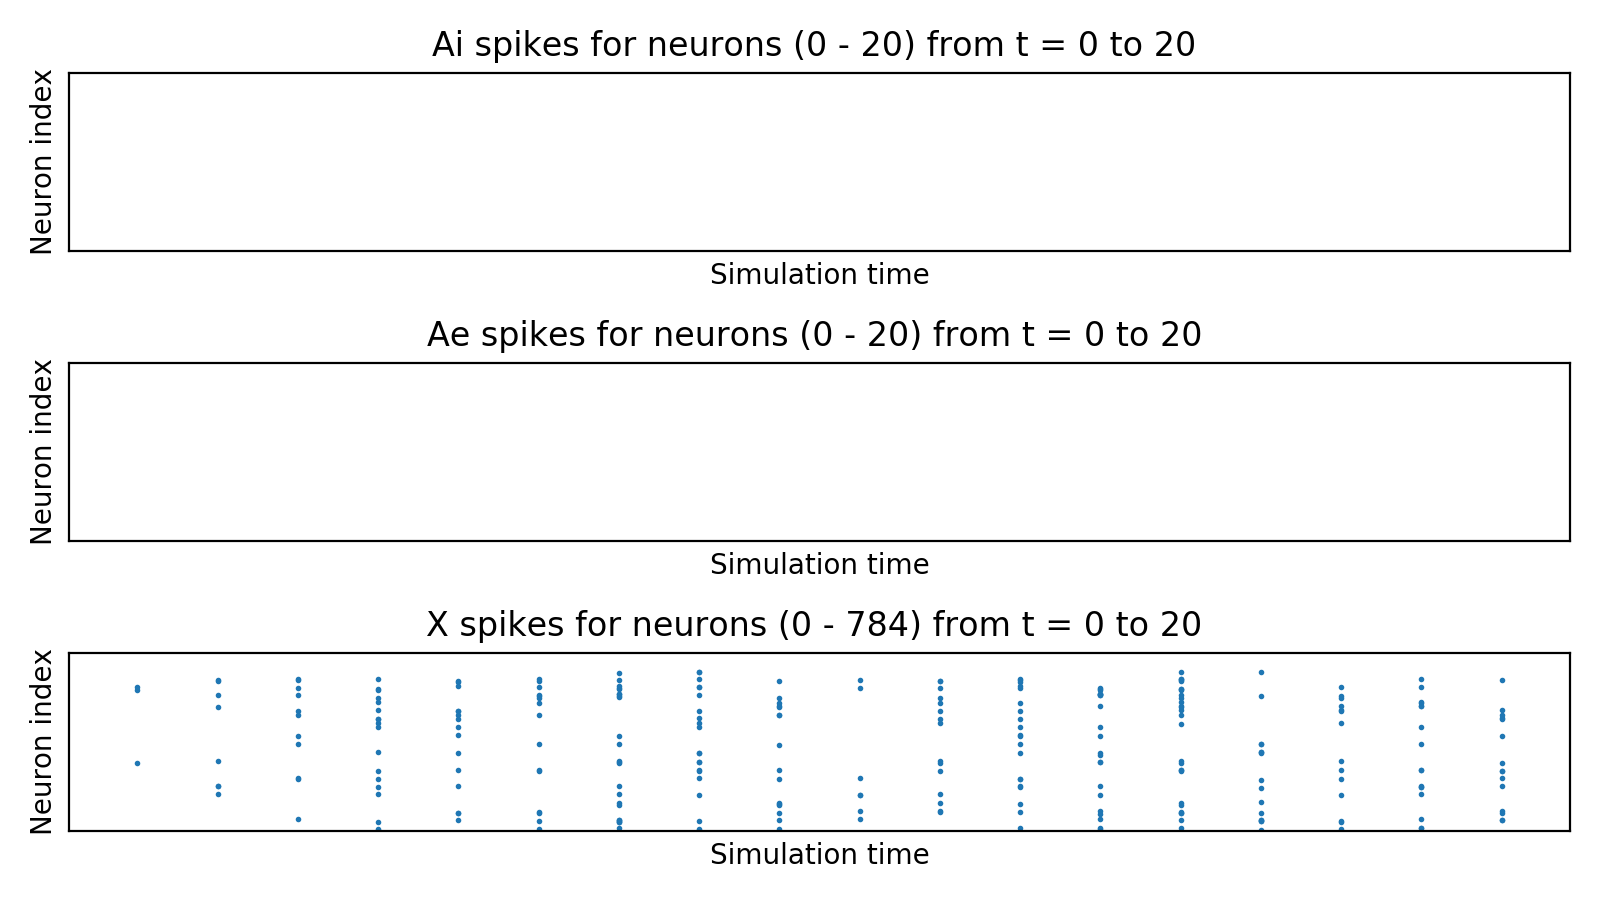 Ai spikes for neurons (0 - 20) from t = 0 to 20
Neuron index
Simulation time
Ae spikes for neurons (0 - 20) from t = 0 to 20
Neuron index
Simulation time
X spikes for neurons (0 - 784) from t = 0 to 20
Neuron index
Simulation time